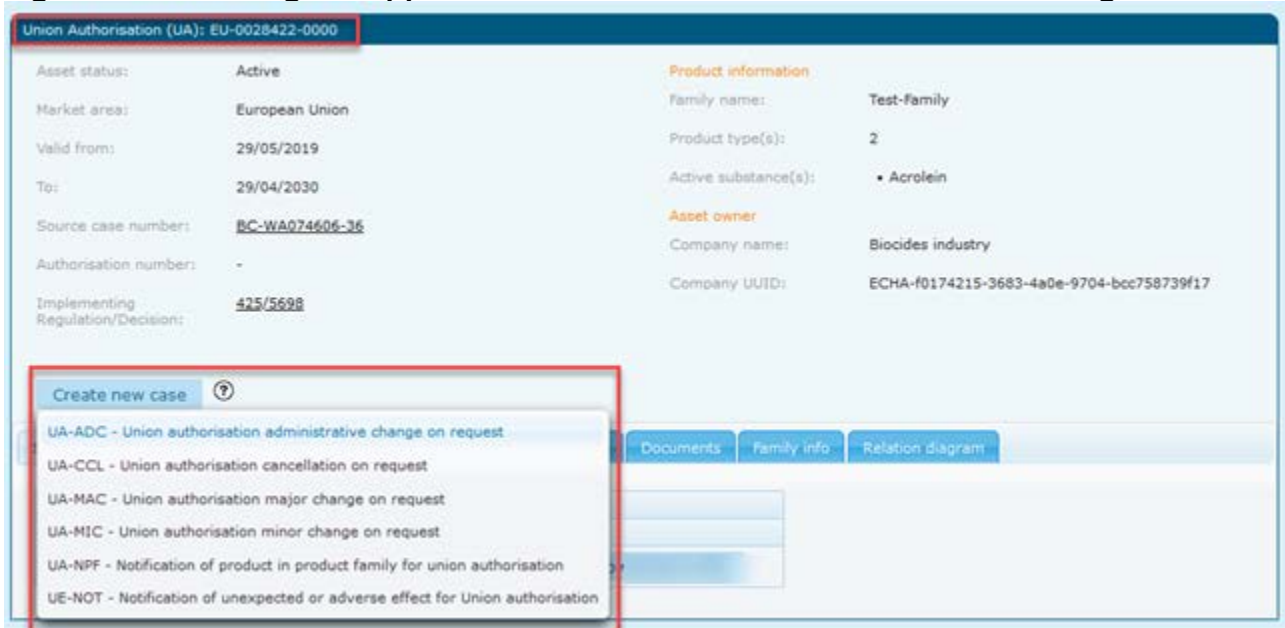 Union Authorisation (UA): EU-0028422-0000
Asset status: Active
Market area: European Union
Valid from: 29/05/2019
To: 29/04/2030
Source case number: BC-WA074606-36
Authorisation number: -
Implementing
Regulation/Decision: 425/5698
Product information
Family name: Test-Family
Product type(s): 2
Active substance(s): • Acrolein
Asset owner
Company name: Biocides industry
Company UUID: ECHA-f0174215-3683-4a0e-9704-bcc758739f17
Create new case ?
UA-ADC - Union authorisation administrative change on request
UA-CCL - Union authorisation cancellation on request
UA-MAC - Union authorisation major change on request
UA-MIC - Union authorisation minor change on request
UA-NPF - Notification of product in product family for union authorisation
UE-NOT - Notification of unexpected or adverse effect for Union authorisation
Documents Family info Relation diagram